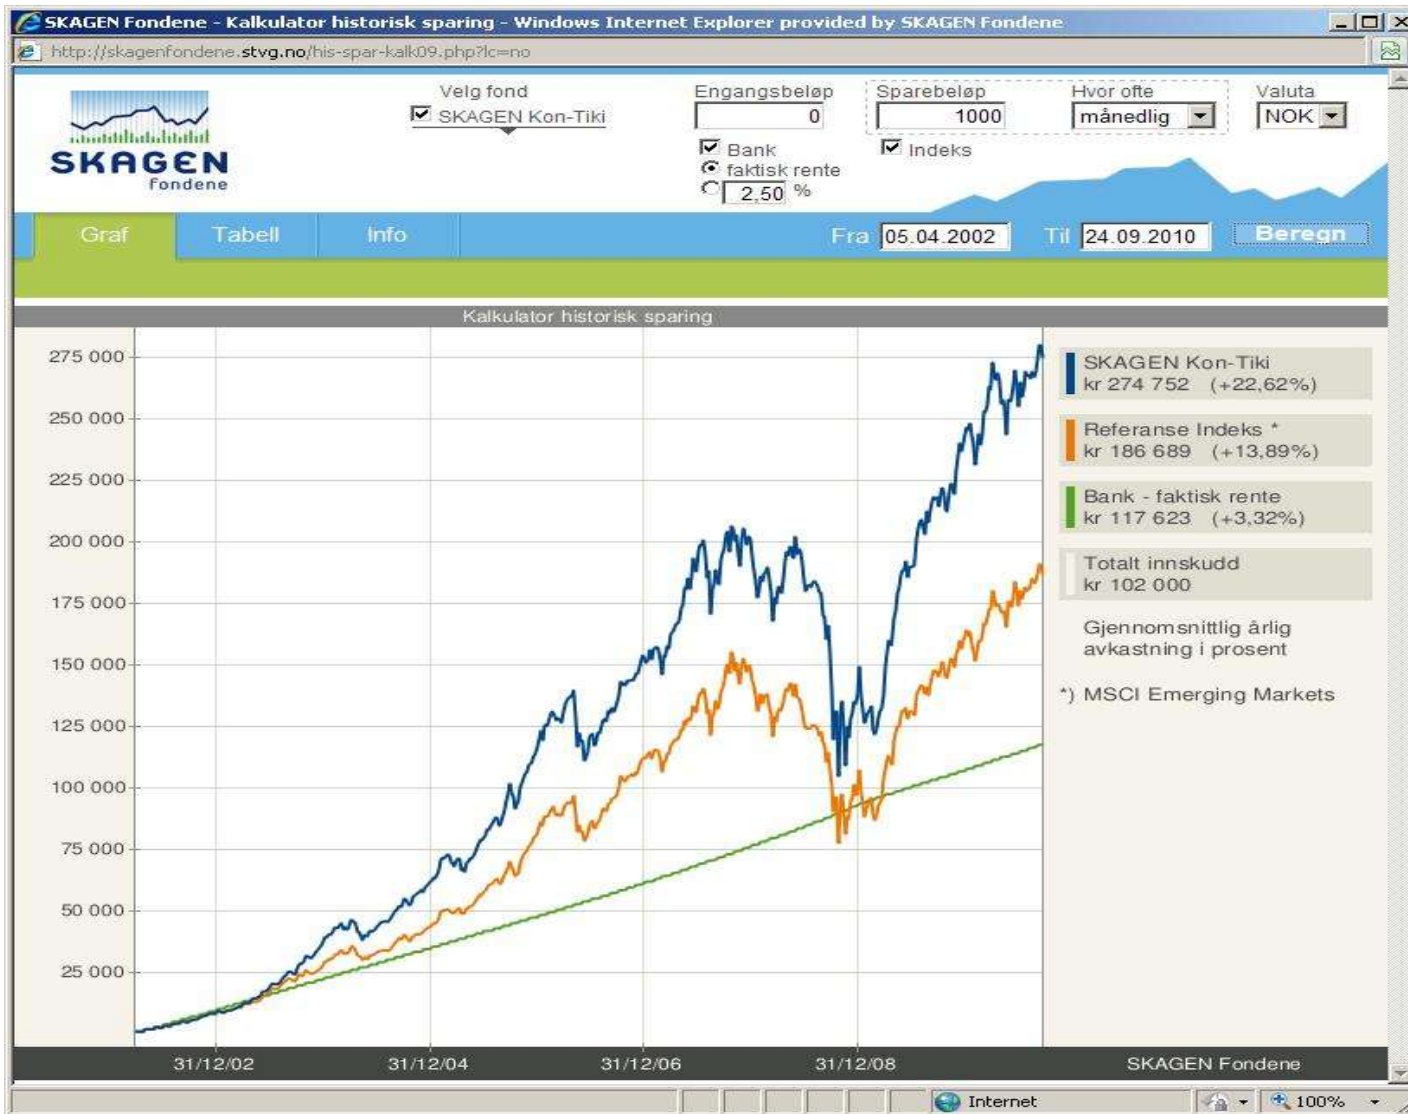 SKAGEN Fondene - Kalkulator historisk sparing - Windows Internet Explorer provided by SKAGEN Fondene
http://skagenfondene.stvg.no/his-spar-kalk09.php?lc=no
SKAGEN
Fondene
Velg fond
SKAGEN Kon-Tiki
Engangsbeløp
0
Bank
faktisk rente
2,50 %
Sparebeløp
1000
Indeks
Hvor ofte
månedlig
Valuta
NOK
Graf Tabell Info
Fra 05.04.2002 Til 24.09.2010 Beregn
Kalkulator historisk sparing
275 000
250 000
225 000
200 000
175 000
150 000
125 000
100 000
75 000
50 000
25 000
31/12/02 31/12/04 31/12/06 31/12/08
SKAGEN Kon-Tiki
kr 274 752 (+22,62%)
Referanse Indeks *
kr 186 689 (+13,89%)
Bank - faktisk rente
kr 117 623 (+3,32%)
Totalt innskudd
kr 102 000
Gjennomsnittlig årlig
avkastning i prosent
*) MSCI Emerging Markets
SKAGEN Fondene
Internet
100%